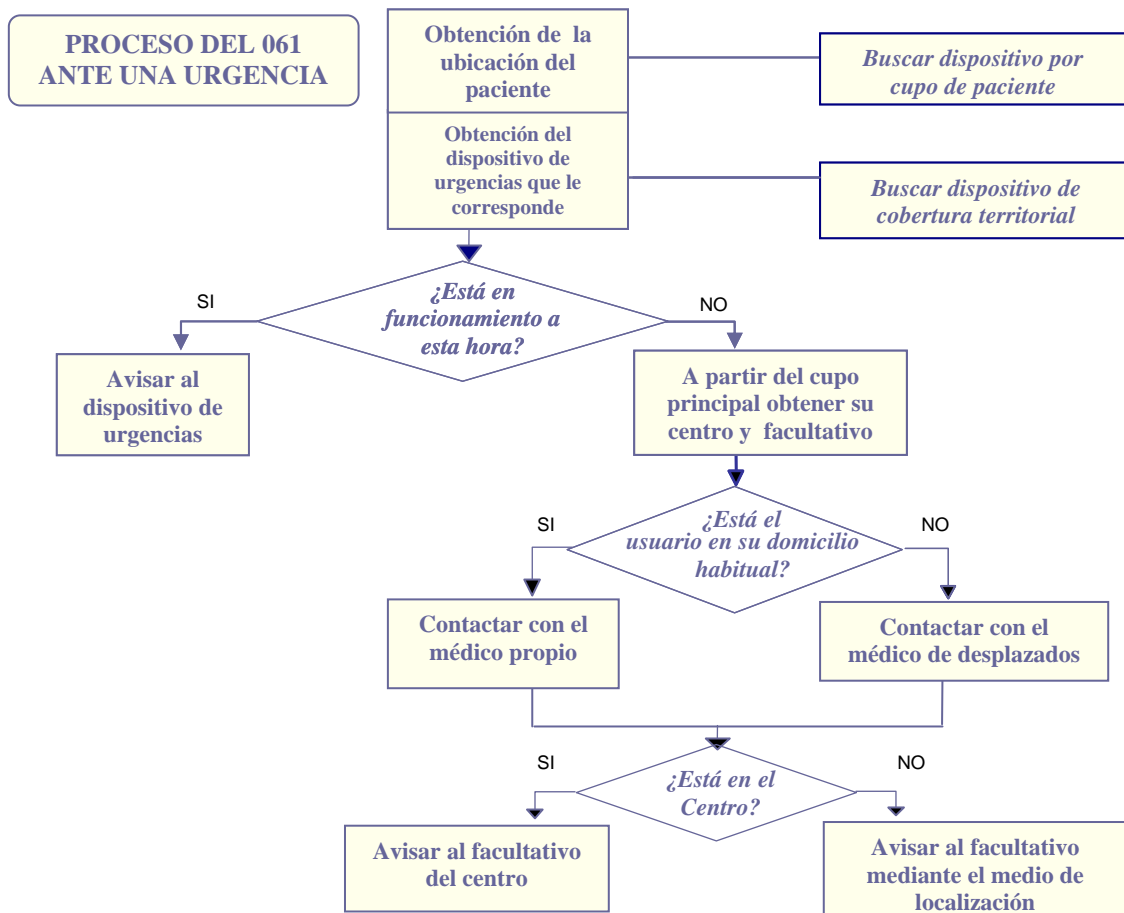 PROCESO DEL 061
ANTE UNA URGENCIA
Obtención de la
ubicación del
paciente
Buscar dispositivo por
cupo de paciente
Obtención del
dispositivo de
urgencias que le
corresponde
Buscar dispositivo de
cobertura territorial
¿Está en
funcionamiento a
esta hora?
SI
NO
Avisar al
dispositivo de
urgencias
A partir del cupo
principal obtener su
centro y facultativo
¿Está el
usuario en su domicilio
habitual?
SI
NO
Contactar con el
médico propio
Contactar con el
médico de desplazados
SI
NO
¿Está en el
Centro?
Avisar al facultativo
del centro
Avisar al facultativo
mediante el medio de
localización